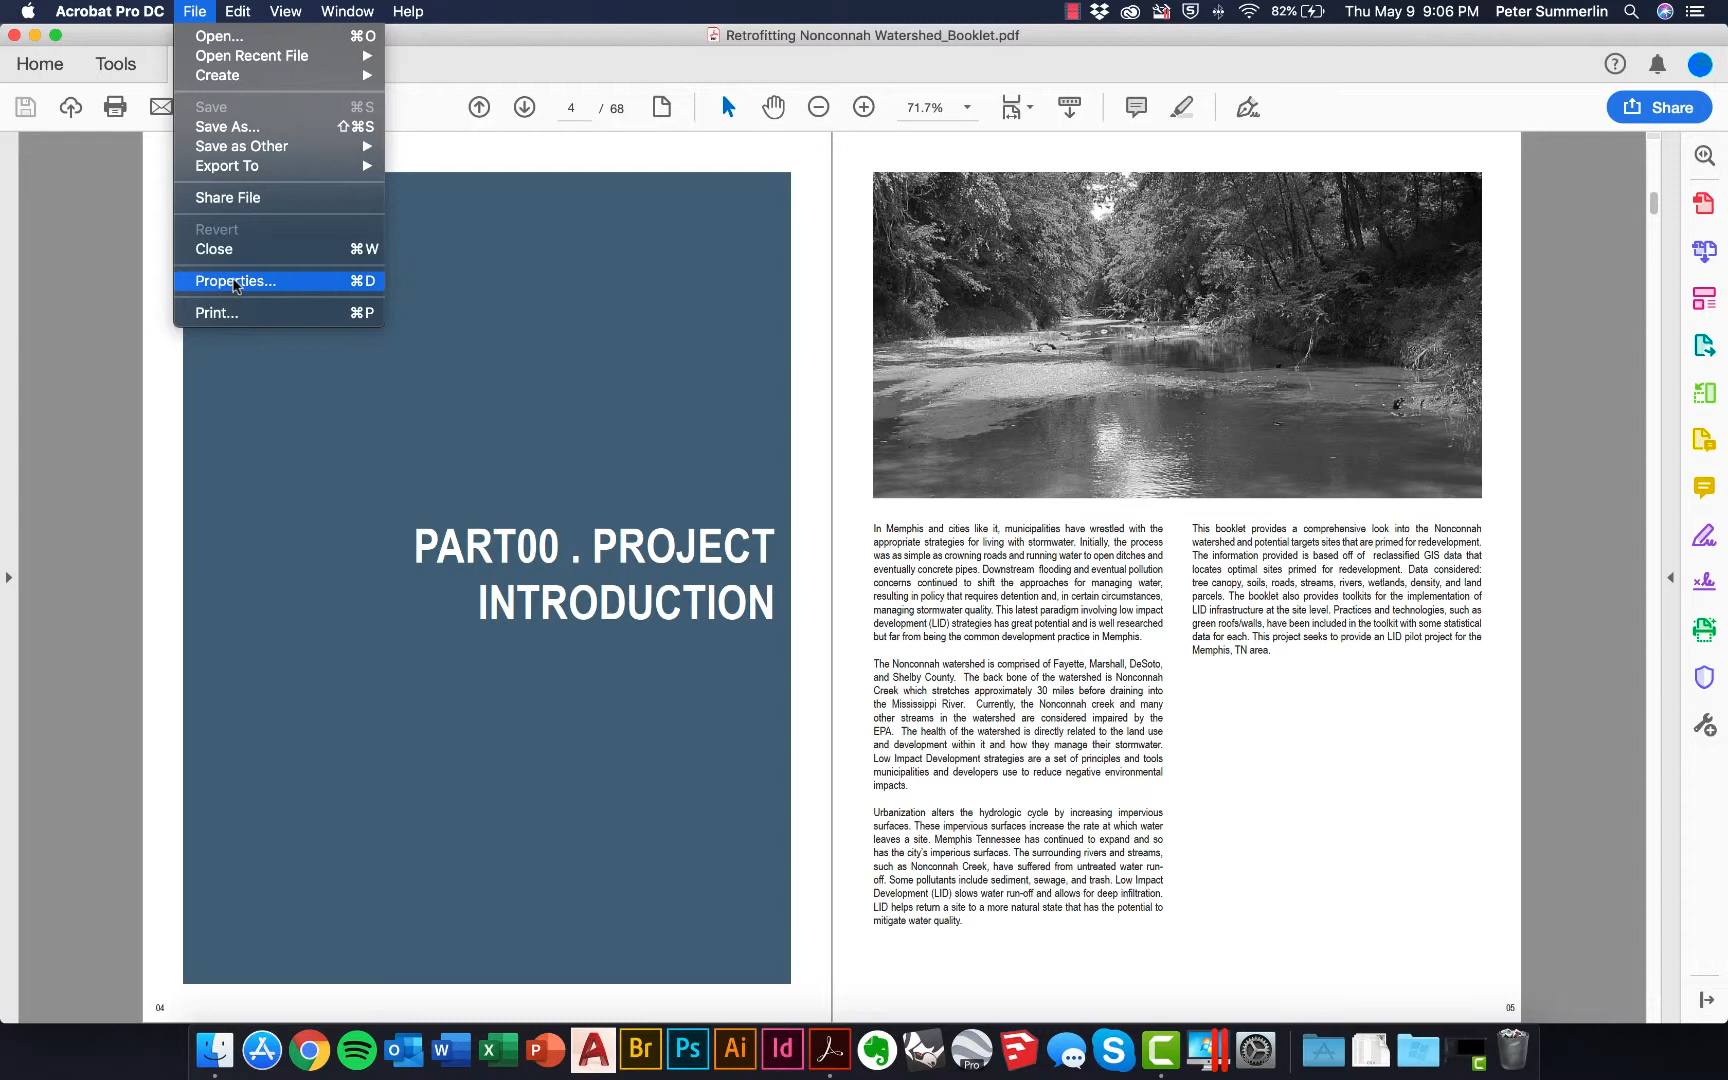 Acrobat Pro DC File Edit View Window Help 82% Thu May 9 9:06 PM Peter Summerlin
Retrofitting Nonconnah Watershed_Booklet.pdf
Home Tools
4 / 68 71.7% Share
Open... ⌘O
Open Recent File
Create
Save ⌘S
Save As... ⇧⌘S
Save as Other
Export To
Share File
Revert
Close ⌘W
Properties... ⌘D
Print... ⌘P
PART00 . PROJECT
INTRODUCTION
04
In Memphis and cities like it, municipalities have wrestled with the
appropriate strategies for living with stormwater. Initially, the process
was as simple as crowning roads and running water to open ditches and
eventually concrete pipes. Downstream flooding and eventual pollution
concerns continued to shift the approaches for managing water,
resulting in policy that requires detention and, in certain circumstances,
managing stormwater quality. This latest paradigm involving low impact
development (LID) strategies has great potential and is well researched
but far from being the common development practice in Memphis.
The Nonconnah watershed is comprised of Fayette, Marshall, DeSoto,
and Shelby County. The back bone of the watershed is Nonconnah
Creek which stretches approximately 30 miles before draining into
the Mississippi River. Currently, the Nonconnah creek and many
other streams in the watershed are considered impaired by the
EPA. The health of the watershed is directly related to the land use
and development within it and how they manage their stormwater.
Low Impact Development strategies are a set of principles and tools
municipalities and developers use to reduce negative environmental
impacts.
Urbanization alters the hydrologic cycle by increasing impervious
surfaces. These impervious surfaces increase the rate at which water
leaves a site. Memphis Tennessee has continued to expand and so
has the city's imperious surfaces. The surrounding rivers and streams,
such as Nonconnah Creek, have suffered from untreated water run-
off. Some pollutants include sediment, sewage, and trash. Low Impact
Development (LID) slows water run-off and allows for deep infiltration.
LID helps return a site to a more natural state that has the potential to
mitigate water quality.
This booklet provides a comprehensive look into the Nonconnah
watershed and potential targets sites that are primed for redevelopment.
The information provided is based off of reclassified GIS data that
locates optimal sites primed for redevelopment. Data considered:
tree canopy, soils, roads, streams, rivers, wetlands, density, and land
parcels. The booklet also provides toolkits for the implementation of
LID infrastructure at the site level. Practices and technologies, such as
green roofs/walls, have been included in the toolkit with some statistical
data for each. This project seeks to provide an LID pilot project for the
Memphis, TN area.
05
W X P A Br Ps Ai Id Pro S C